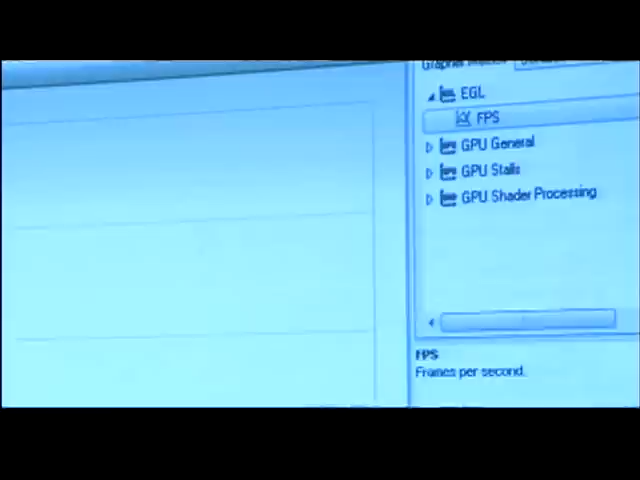 EGL
FPS
GPU General
GPU Stalls
GPU Shader Processing
FPS
Frames per second.